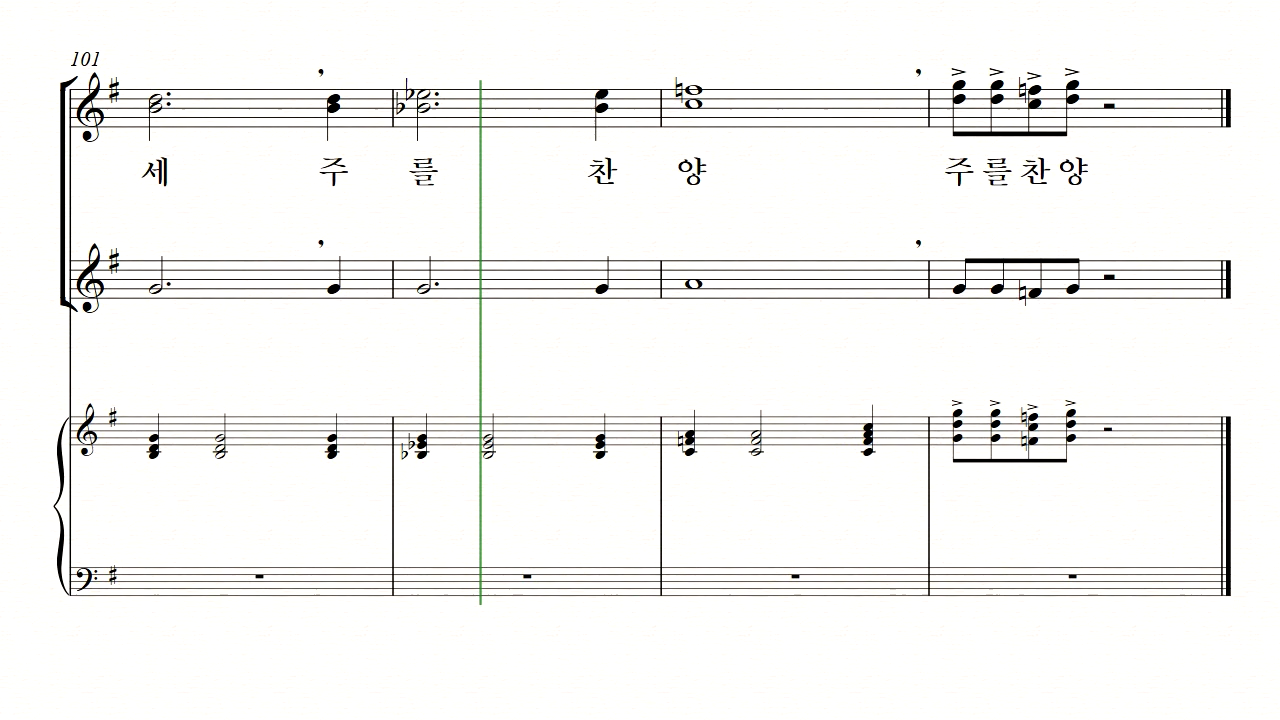 101
세 주 를 찬 양 주 를 찬 양